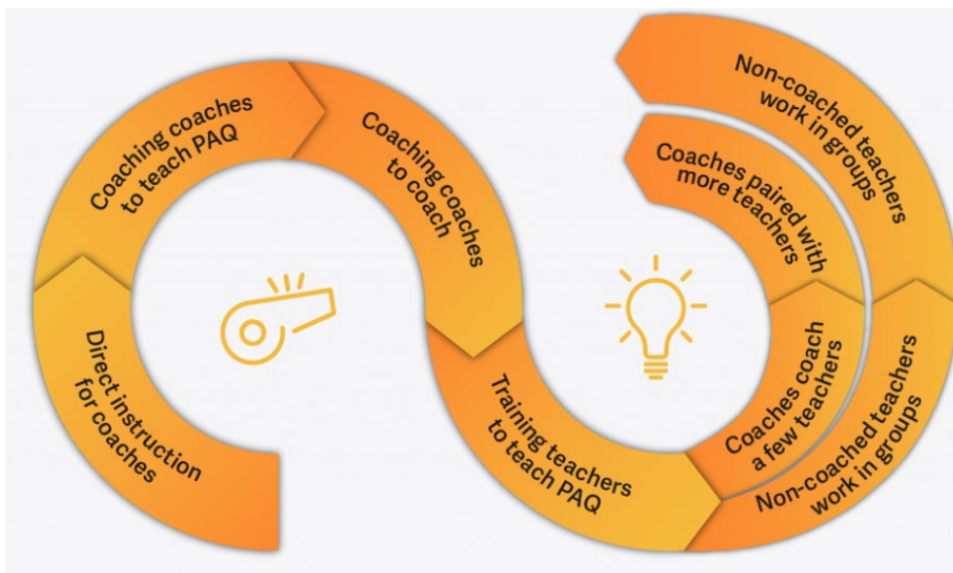 Direct instruction
for coaches
Coaching coaches
to teach PAQ
Coaching coaches
to coach
Training teachers
to teach PAQ
Coaches coach
a few teachers
Coaches paired with
more teachers
Non-coached teachers
work in groups
Non-coached teachers
work in groups